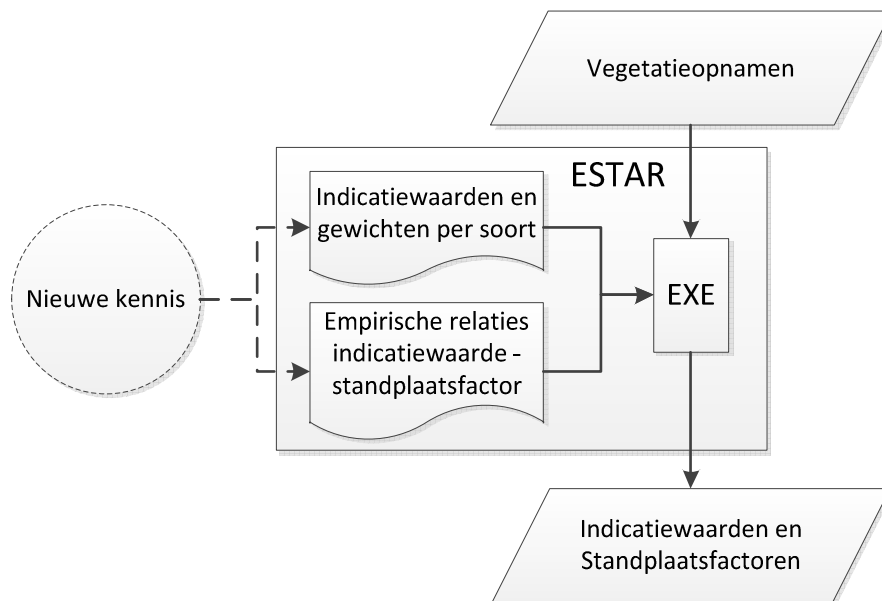 Vegetatieopnamen
ESTAR
Indicatiewaarden en
gewichten per soort
Nieuwe kennis
EXE
Empirische relaties
indicatiewaarde -
standplaatsfactor
Indicatiewaarden en
Standplaatsfactoren